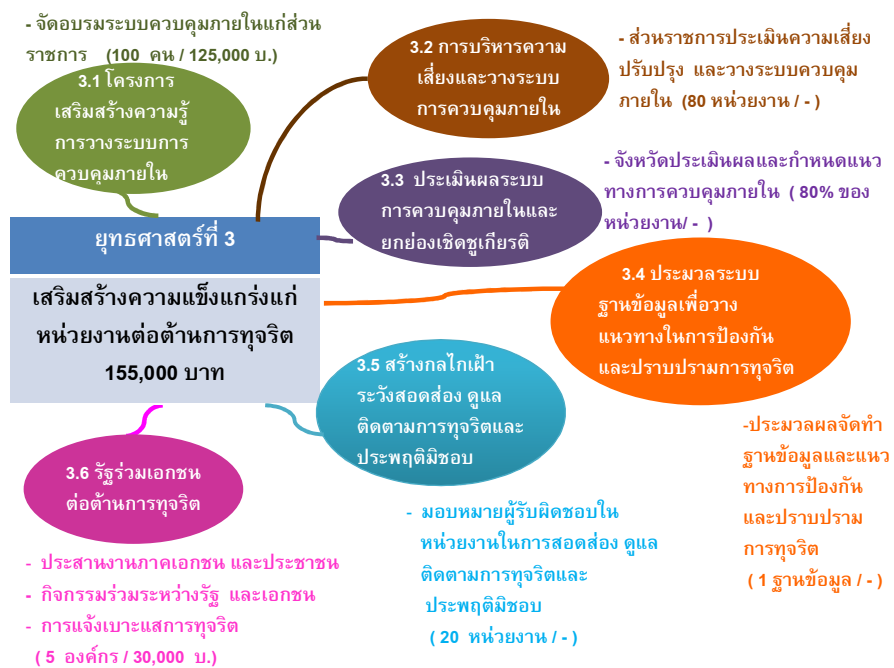 - จัดอบรมระบบควบคุมภายในแก่ส่วน
ราชการ (100 คน / 125,000 บ.)
3.1 โครงการ
เสริมสร้างความรู้
การวางระบบการ
ควบคุมภายใน
3.2 การบริหารความ
เสี่ยงและวางระบบ
การควบคุมภายใน
- ส่วนราชการประเมินความเสี่ยง
ปรับปรุง และวางระบบควบคุม
ภายใน (80 หน่วยงาน / - )
3.3 ประเมินผลระบบ
การควบคุมภายในและ
ยกย่องเชิดชูเกียรติ
- จังหวัดประเมินผลและกำหนดแนว
ทางการควบคุมภายใน ( 80% ของ
หน่วยงาน/ - )
ยุทธศาสตร์ที่ 3
เสริมสร้างความแข็งแกร่งแก่
หน่วยงานต่อต้านการทุจริต
155,000 บาท
3.4 ประมวลระบบ
ฐานข้อมูลเพื่อวาง
แนวทางในการป้องกัน
และปราบปรามการทุจริต
-ประมวลผลจัดทำ
ฐานข้อมูลและแนว
ทางการป้องกัน
และปราบปราม
การทุจริต
( 1 ฐานข้อมูล / - )
3.5 สร้างกลไกเฝ้า
ระวังสอดส่อง ดูแล
ติดตามการทุจริตและ
ประพฤติมิชอบ
- มอบหมายผู้รับผิดชอบใน
หน่วยงานในการสอดส่อง ดูแล
ติดตามการทุจริตและ
ประพฤติมิชอบ
( 20 หน่วยงาน / - )
3.6 รัฐร่วมเอกชน
ต่อต้านการทุจริต
- ประสานงานภาคเอกชน และประชาชน
- กิจกรรมร่วมระหว่างรัฐ และเอกชน
- การแจ้งเบาะแสการทุจริต
( 5 องค์กร / 30,000 บ.)